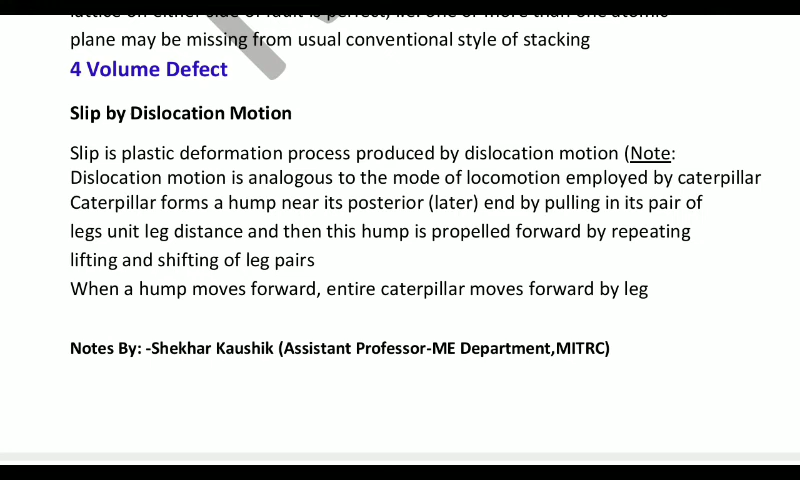 lattice on either side of fault is perfect, i.e. one or more than one atomic
plane may be missing from usual conventional style of stacking
4 Volume Defect
Slip by Dislocation Motion
Slip is plastic deformation process produced by dislocation motion (Note:
Dislocation motion is analogous to the mode of locomotion employed by caterpillar
Caterpillar forms a hump near its posterior (later) end by pulling in its pair of
legs unit leg distance and then this hump is propelled forward by repeating
lifting and shifting of leg pairs
When a hump moves forward, entire caterpillar moves forward by leg
Notes By: -Shekhar Kaushik (Assistant Professor-ME Department,MITRC)